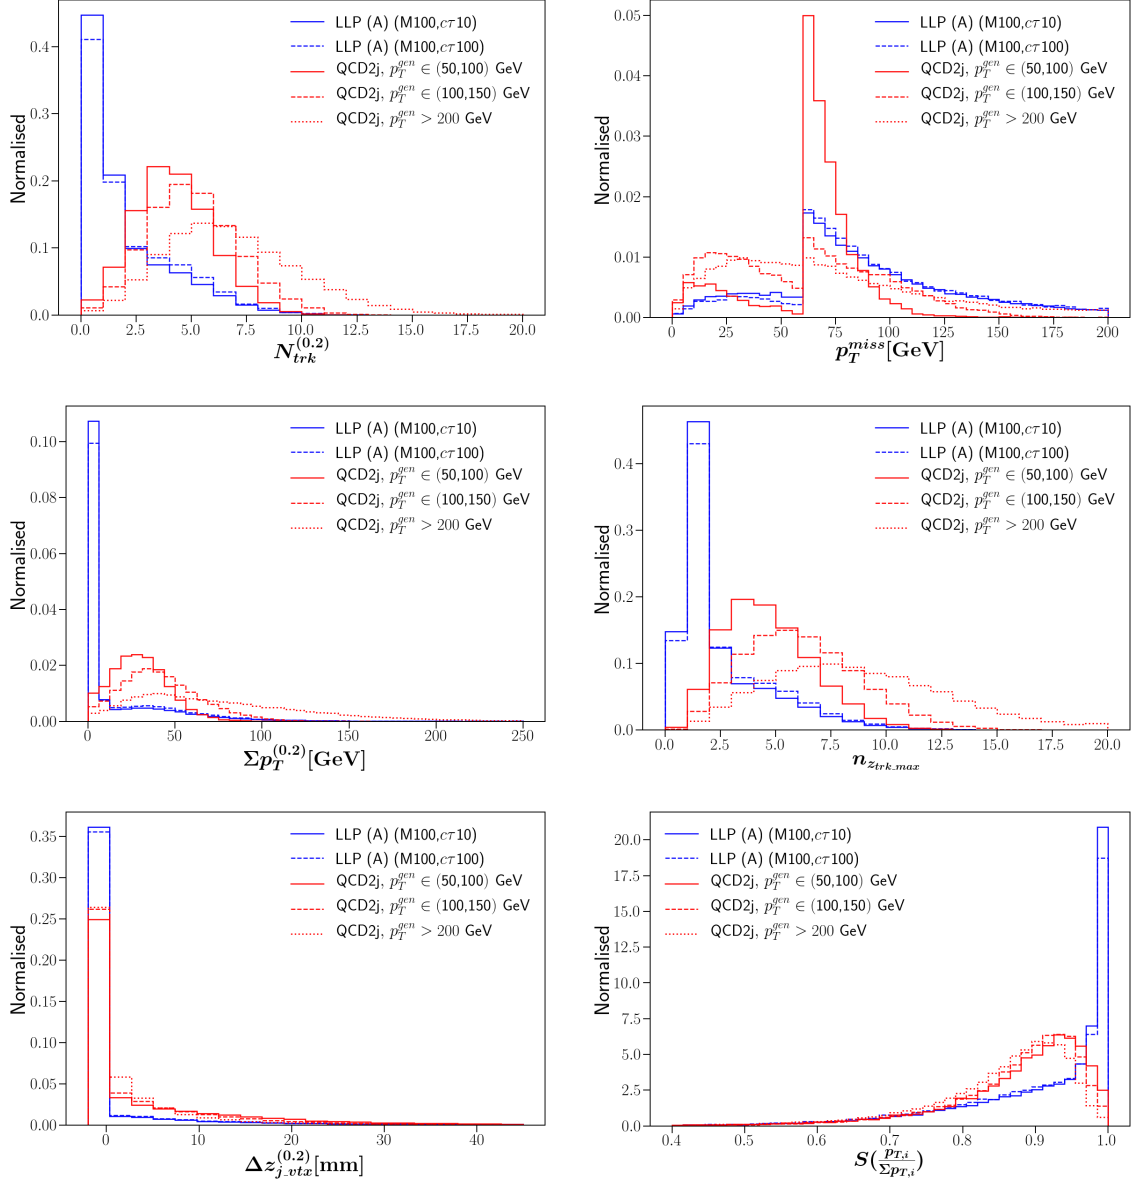 Normalised
0.4
0.3
0.2
0.1
0.0
0.0 2.5 5.0 7.5 10.0 12.5 15.0 17.5 20.0
N_{trk}^{(0.2)}
LLP (A) (M100,cτ10)
LLP (A) (M100,cτ100)
QCD2j, p_T^{gen} ∈ (50,100) GeV
QCD2j, p_T^{gen} ∈ (100,150) GeV
QCD2j, p_T^{gen} > 200 GeV
Normalised
0.05
0.04
0.03
0.02
0.01
0.00
0 25 50 75 100 125 150 175 200
p_T^{miss}[GeV]
LLP (A) (M100,cτ10)
LLP (A) (M100,cτ100)
QCD2j, p_T^{gen} ∈ (50,100) GeV
QCD2j, p_T^{gen} ∈ (100,150) GeV
QCD2j, p_T^{gen} > 200 GeV
Normalised
0.10
0.08
0.06
0.04
0.02
0.00
0 50 100 150 200 250
Σp_T^{(0.2)}[GeV]
LLP (A) (M100,cτ10)
LLP (A) (M100,cτ100)
QCD2j, p_T^{gen} ∈ (50,100) GeV
QCD2j, p_T^{gen} ∈ (100,150) GeV
QCD2j, p_T^{gen} > 200 GeV
Normalised
0.4
0.3
0.2
0.1
0.0
0.0 2.5 5.0 7.5 10.0 12.5 15.0 17.5 20.0
n_{z_{trk_max}}
LLP (A) (M100,cτ10)
LLP (A) (M100,cτ100)
QCD2j, p_T^{gen} ∈ (50,100) GeV
QCD2j, p_T^{gen} ∈ (100,150) GeV
QCD2j, p_T^{gen} > 200 GeV
Normalised
0.35
0.30
0.25
0.20
0.15
0.10
0.05
0.00
0 10 20 30 40
Δz_{j_vtx}^{(0.2)}[mm]
LLP (A) (M100,cτ10)
LLP (A) (M100,cτ100)
QCD2j, p_T^{gen} ∈ (50,100) GeV
QCD2j, p_T^{gen} ∈ (100,150) GeV
QCD2j, p_T^{gen} > 200 GeV
Normalised
20.0
17.5
15.0
12.5
10.0
7.5
5.0
2.5
0.0
0.4 0.5 0.6 0.7 0.8 0.9 1.0
S(\frac{p_{T,i}}{Σp_{T,i}})
LLP (A) (M100,cτ10)
LLP (A) (M100,cτ100)
QCD2j, p_T^{gen} ∈ (50,100) GeV
QCD2j, p_T^{gen} ∈ (100,150) GeV
QCD2j, p_T^{gen} > 200 GeV